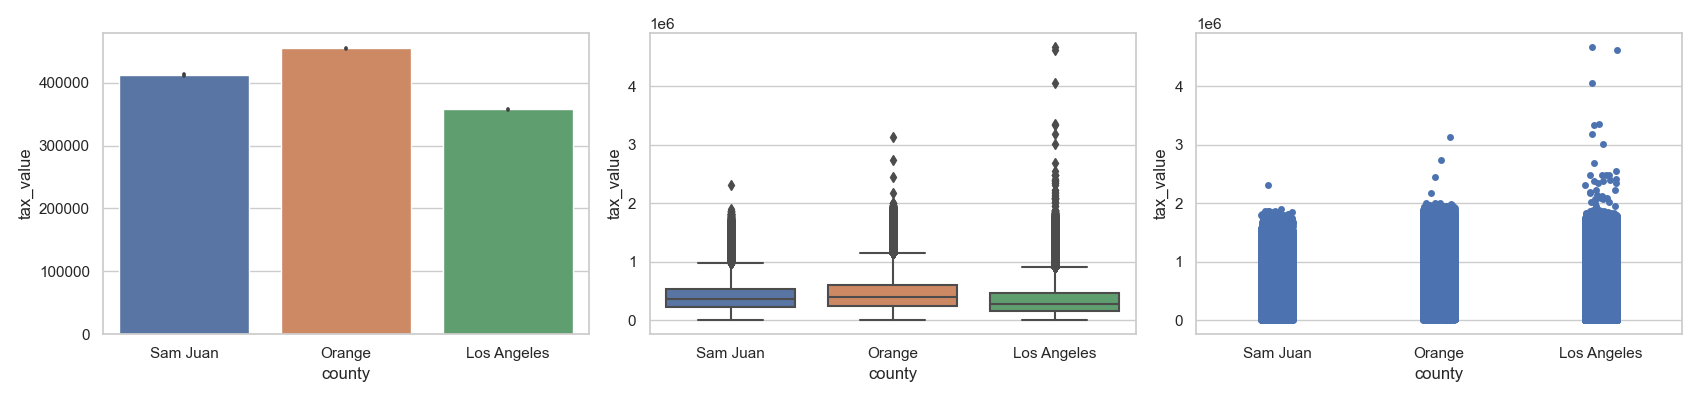 tax_value
400000
300000
200000
100000
0
Sam Juan Orange Los Angeles
county
1e6
tax_value
4
3
2
1
0
Sam Juan Orange Los Angeles
county
1e6
tax_value
4
3
2
1
0
Sam Juan Orange Los Angeles
county